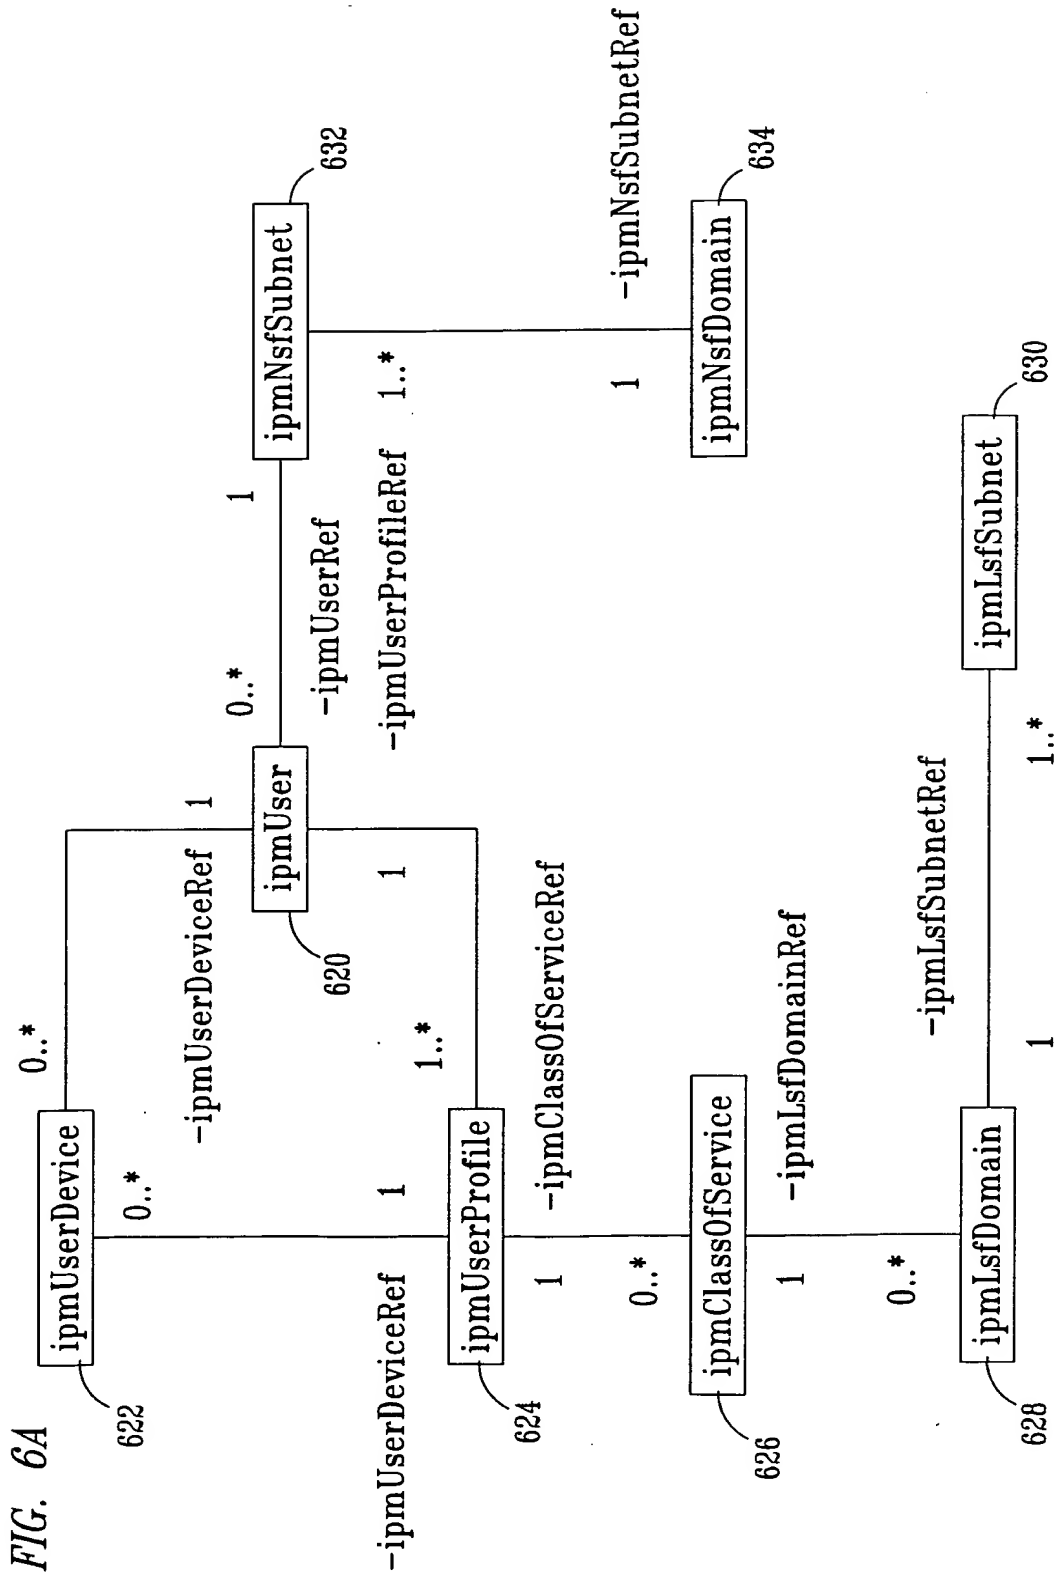 FIG. 6A
ipmUserDevice
622
0..*
0..*
-ipmUserDeviceRef
1
ipmUser
620
0..*
-ipmUserRef
1
ipmNsfSubnet
632
-ipmUserDeviceRef
1
1..*
1
-ipmUserProfileRef
1..*
ipmUserProfile
624
1
-ipmClassOfServiceRef
0..*
1
-ipmNsfSubnetRef
ipmClassOfService
626
ipmNsfDomain
634
1
-ipmLsfDomainRef
0..*
-ipmLsfSubnetRef
ipmLsfDomain
628
1
1..*
ipmLsfSubnet
630